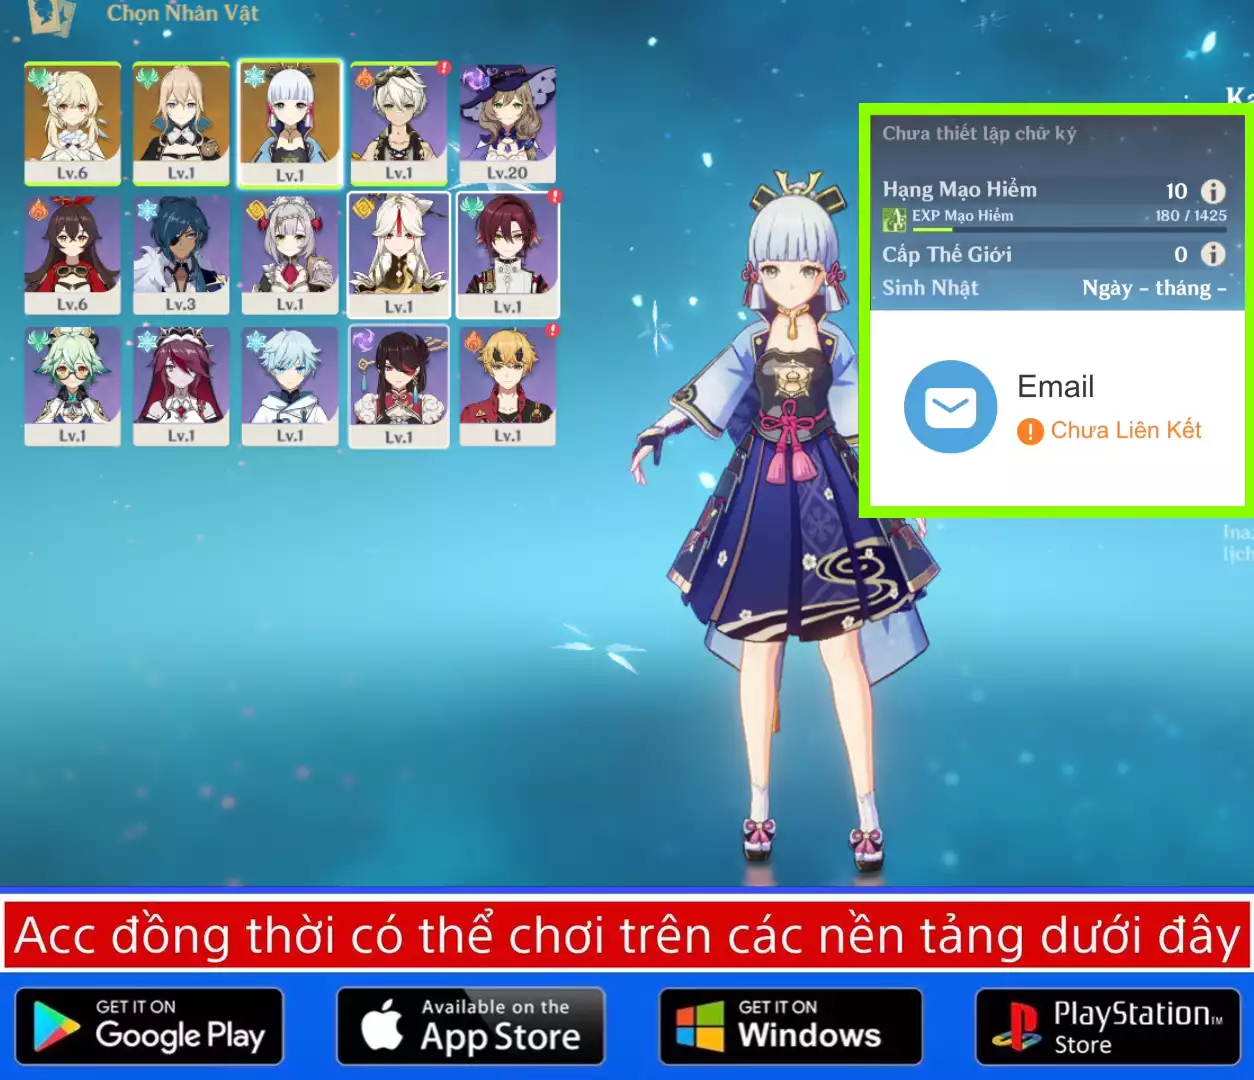 Chọn Nhân Vật
Lv.6
Lv.1
Lv.1
Lv.1
Lv.20
Lv.6
Lv.3
Lv.1
Lv.1
Lv.1
Lv.1
Lv.1
Lv.1
Lv.1
Lv.1
Chưa thiết lập chữ ký
Hạng Mạo Hiểm 10
EXP Mạo Hiểm 180 / 1425
Cấp Thế Giới 0
Sinh Nhật Ngày - tháng -
Email
Chưa Liên Kết
Acc đồng thời có thể chơi trên các nền tảng dưới đây
GET IT ON
Google Play
Available on the
App Store
GET IT ON
Windows
PlayStation™
Store